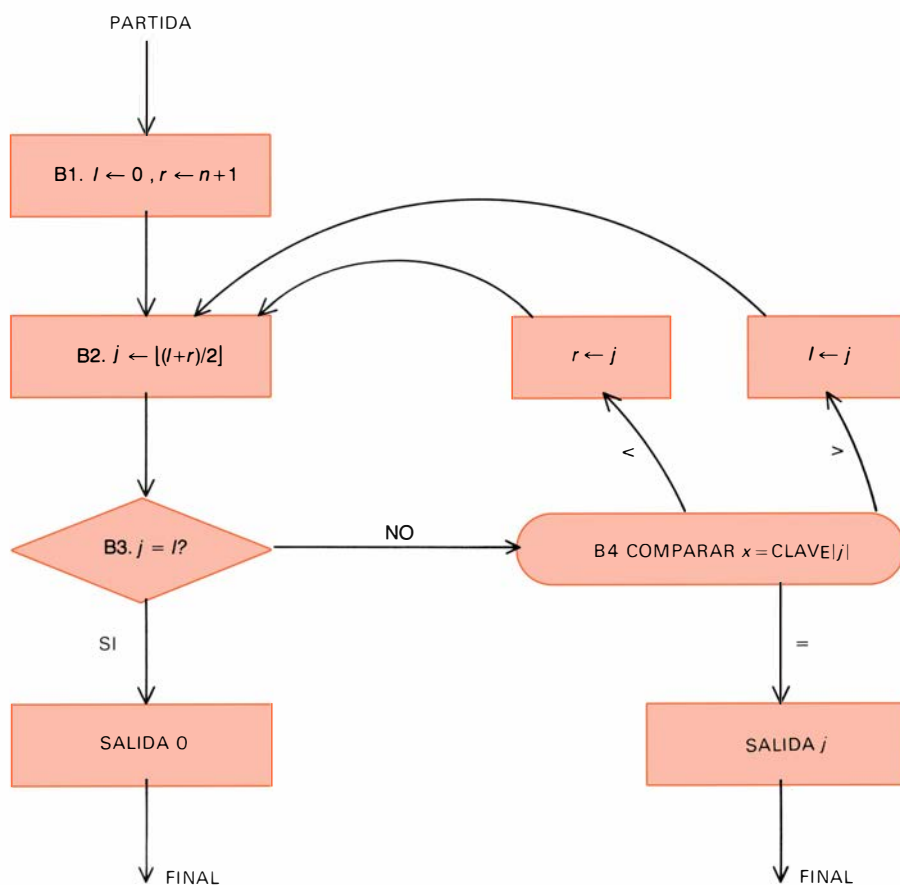 PARTIDA
B1. l ← 0 , r ← n+1
B2. j ← ⌊(l+r)/2⌋
r ← j
l ← j
<
>
B3. j = l?
NO
B4 COMPARAR x = CLAVE|j|
SI
=
SALIDA 0
SALIDA j
FINAL
FINAL